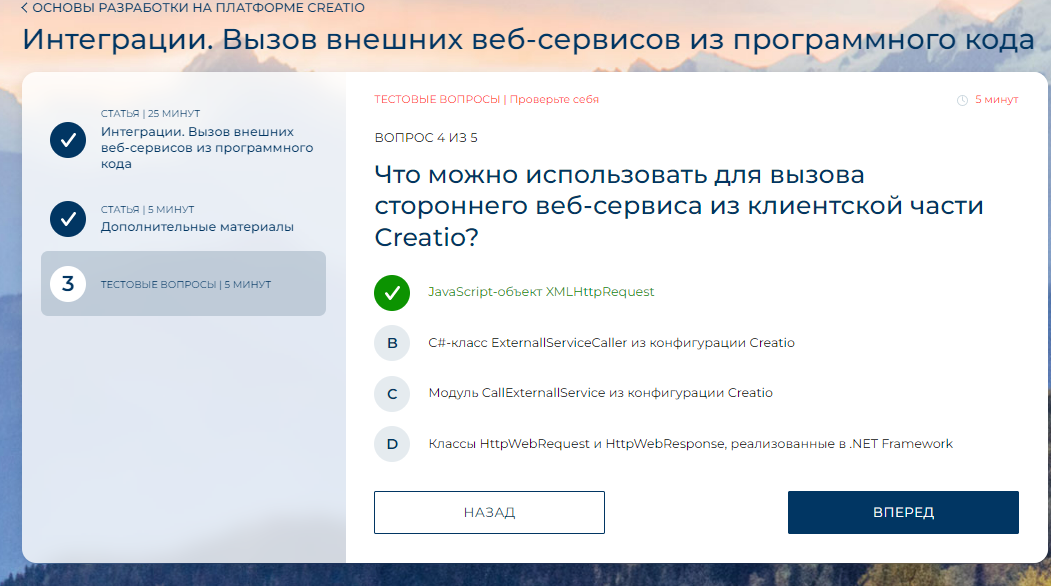 ОСНОВЫ РАЗРАБОТКИ НА ПЛАТФОРМЕ CREATIO
Интеграции. Вызов внешних веб-сервисов из программного кода
СТАТЬЯ | 25 МИНУТ
Интеграции. Вызов внешних
веб-сервисов из программного
кода
СТАТЬЯ | 5 МИНУТ
Дополнительные материалы
3
ТЕСТОВЫЕ ВОПРОСЫ | 5 МИНУТ
ТЕСТОВЫЕ ВОПРОСЫ | Проверьте себя
5 минут
ВОПРОС 4 ИЗ 5
Что можно использовать для вызова
стороннего веб-сервиса из клиентской части
Creatio?
JavaScript-объект XMLHttpRequest
B
C#-класс ExternallServiceCaller из конфигурации Creatio
C
Модуль CallExternallService из конфигурации Creatio
D
Классы HttpWebRequest и HttpWebResponse, реализованные в .NET Framework
НАЗАД
ВПЕРЕД